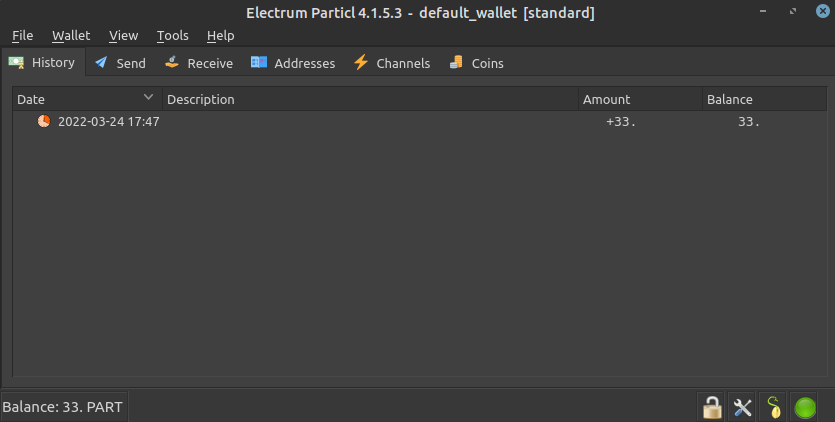 Electrum Particl 4.1.5.3 - default_wallet [standard]
File Wallet View Tools Help
History Send Receive Addresses Channels Coins
Date Description Amount Balance
2022-03-24 17:47 +33. 33.
Balance: 33. PART